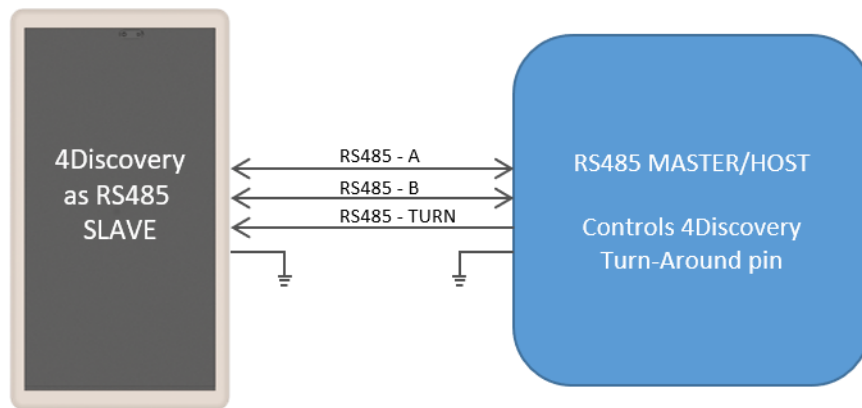 4Discovery
as RS485
SLAVE
RS485 - A
RS485 - B
RS485 - TURN
RS485 MASTER/HOST
Controls 4Discovery
Turn-Around pin